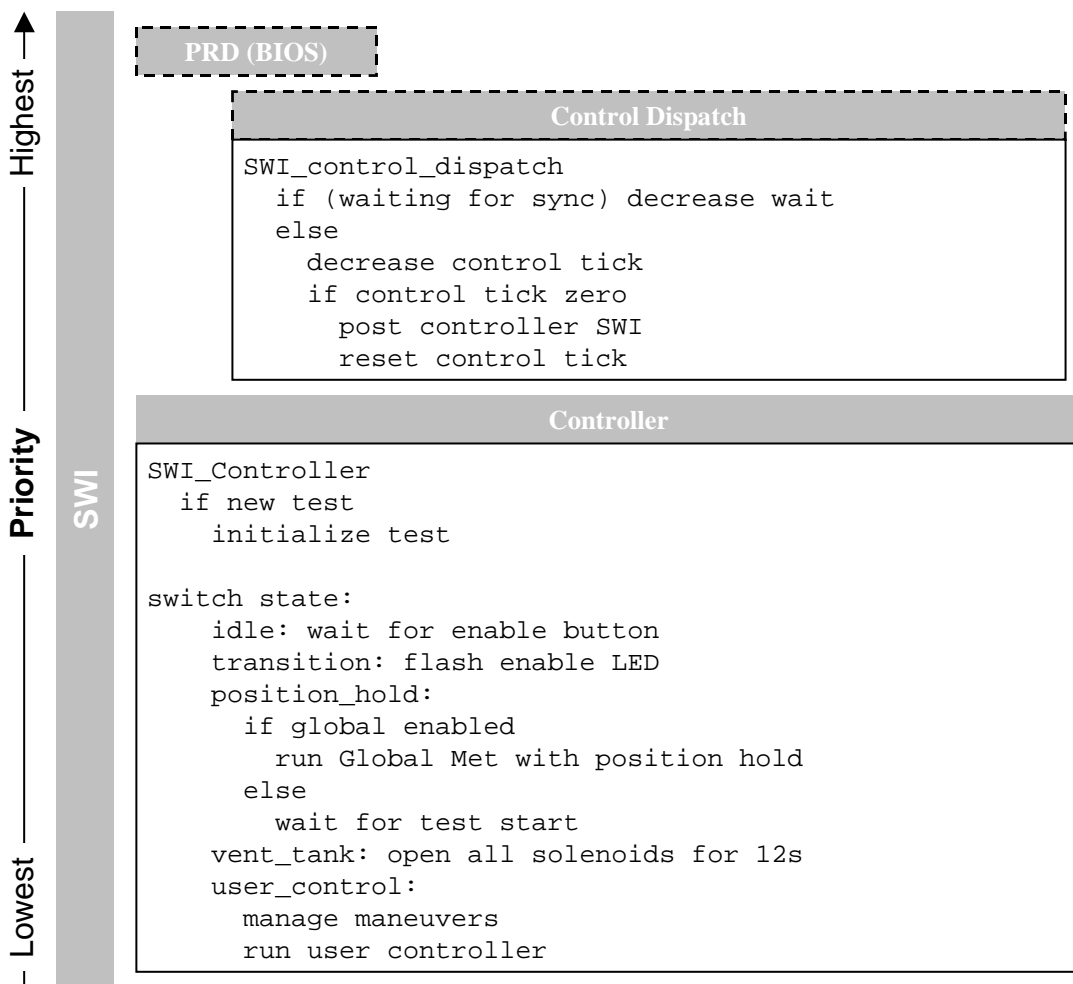 Highest
Priority
Lowest
SWI
PRD (BIOS)
Control Dispatch
SWI_control_dispatch
if (waiting for sync) decrease wait
else
decrease control tick
if control tick zero
post controller SWI
reset control tick
Controller
SWI_Controller
if new test
initialize test
switch state:
idle: wait for enable button
transition: flash enable LED
position_hold:
if global enabled
run Global Met with position hold
else
wait for test start
vent_tank: open all solenoids for 12s
user_control:
manage maneuvers
run user controller